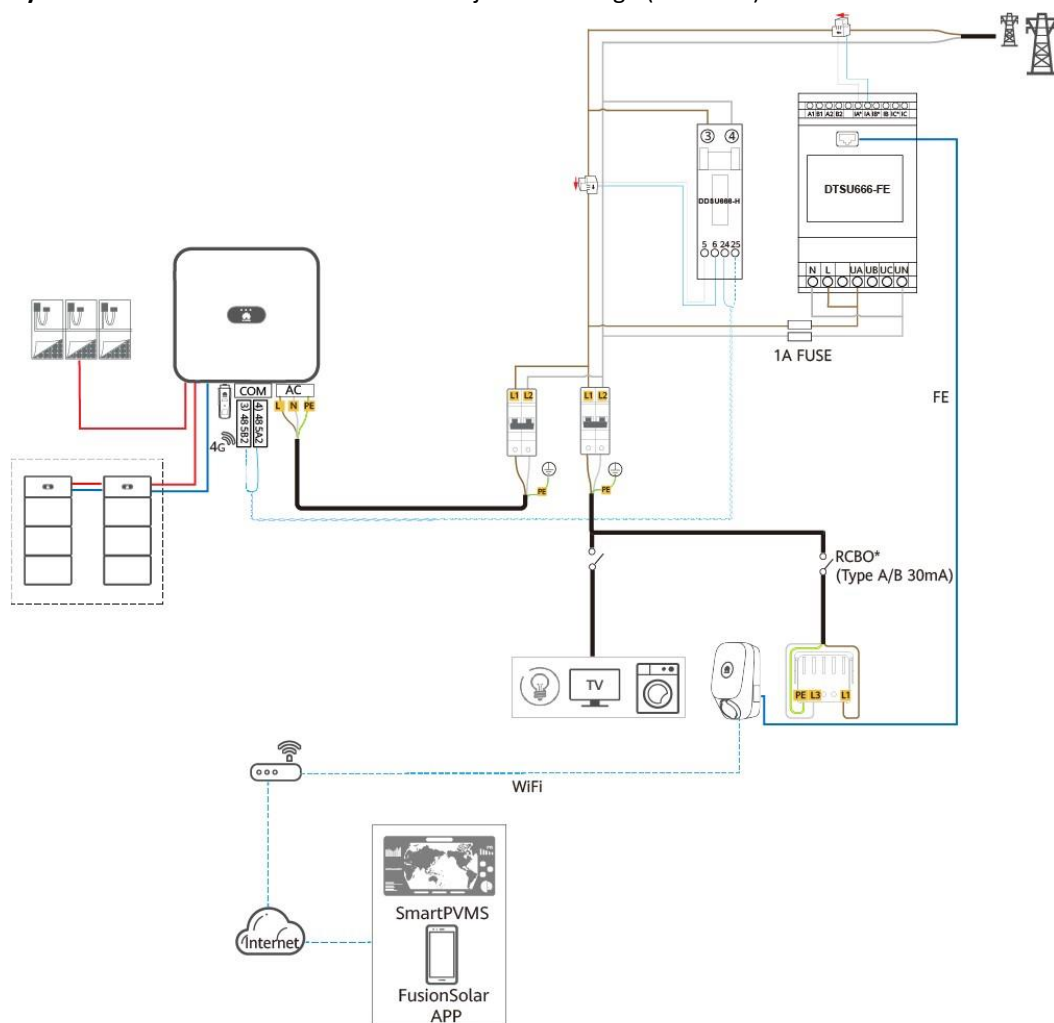 A1 B1 A2 B2 IA* IA IB* IB IC* IC
3 4
DTSU666-FE
DDSU666-H
5 6 24 25
N L UA UB UC UN
1A FUSE
FE
COM AC
L N PE
3) 485B2
4) 485A2
4G
L1 L2
L1 L2
PE
PE
RCBO*
(Type A/B 30mA)
TV
PE L3 L1
WiFi
Internet
SmartPVMS
FusionSolar
APP